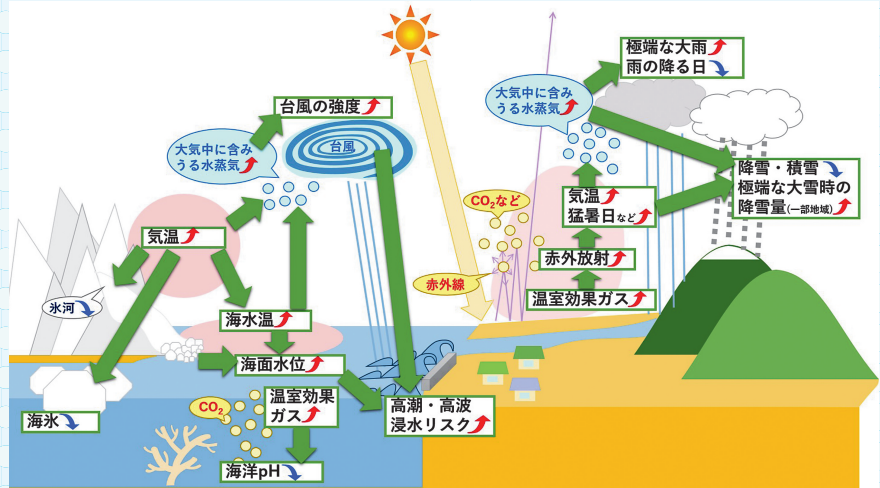 極端な大雨
雨の降る日
大気中に含み
うる水蒸気
台風の強度
大気中に含み
うる水蒸気
台風
降雪・積雪
極端な大雪時の
降雪量(一部地域)
CO₂など
気温
猛暑日など
気温
赤外放射
赤外線
温室効果ガス
氷河
海水温
海面水位
CO₂
温室効果
ガス
高潮・高波
浸水リスク
海氷
海洋pH